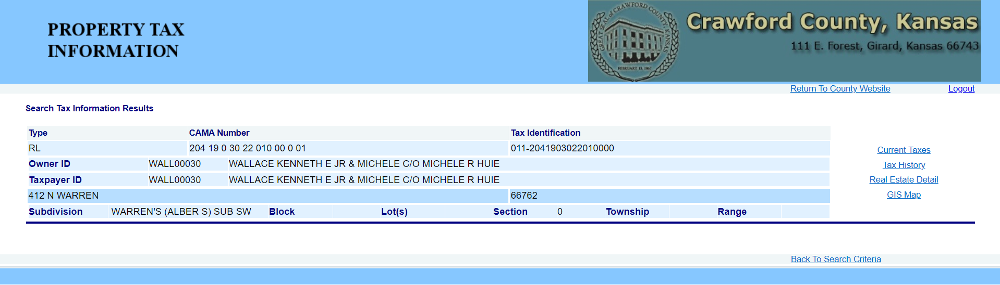 PROPERTY TAX
INFORMATION
GREAT SEAL of CRAWFORD COUNTY, KANSAS
FEBRUARY 13, 1867
Crawford County, Kansas
111 E. Forest, Girard, Kansas 66743
Return To County Website Logout
Search Tax Information Results
Type CAMA Number Tax Identification
RL 204 19 0 30 22 010 00 0 01 011-2041903022010000
Owner ID WALL00030 WALLACE KENNETH E JR & MICHELE C/O MICHELE R HUIE
Taxpayer ID WALL00030 WALLACE KENNETH E JR & MICHELE C/O MICHELE R HUIE
412 N WARREN 66762
Subdivision WARREN'S (ALBER S) SUB SW Block Lot(s) Section 0 Township Range
Current Taxes
Tax History
Real Estate Detail
GIS Map
Back To Search Criteria